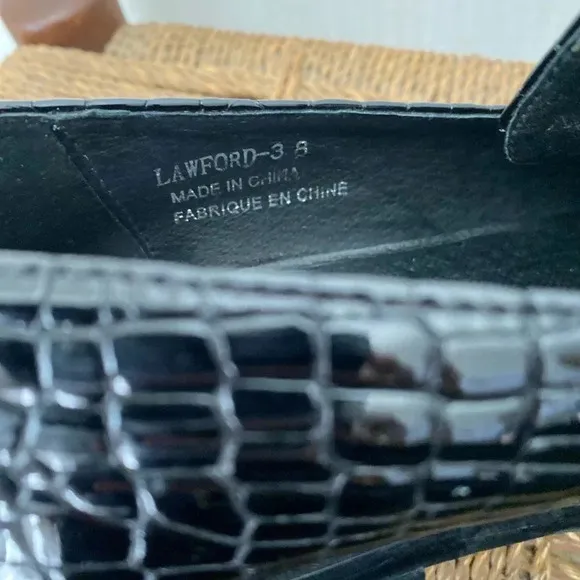 LAWFORD-3 8
MADE IN CHINA
FABRIQUE EN CHINE